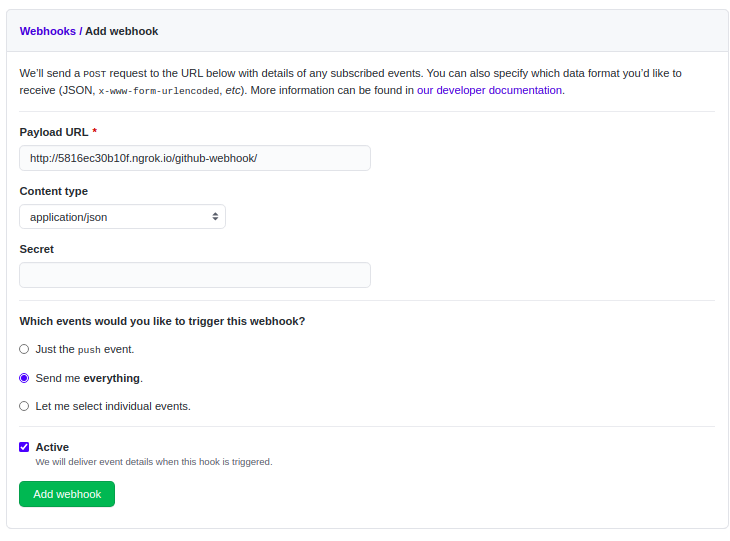 Webhooks / Add webhook
We'll send a POST request to the URL below with details of any subscribed events. You can also specify which data format you'd like to
receive (JSON, x-www-form-urlencoded, etc). More information can be found in our developer documentation.
Payload URL *
http://5816ec30b10f.ngrok.io/github-webhook/
Content type
application/json
Secret
Which events would you like to trigger this webhook?
Just the push event.
Send me everything.
Let me select individual events.
Active
We will deliver event details when this hook is triggered.
Add webhook